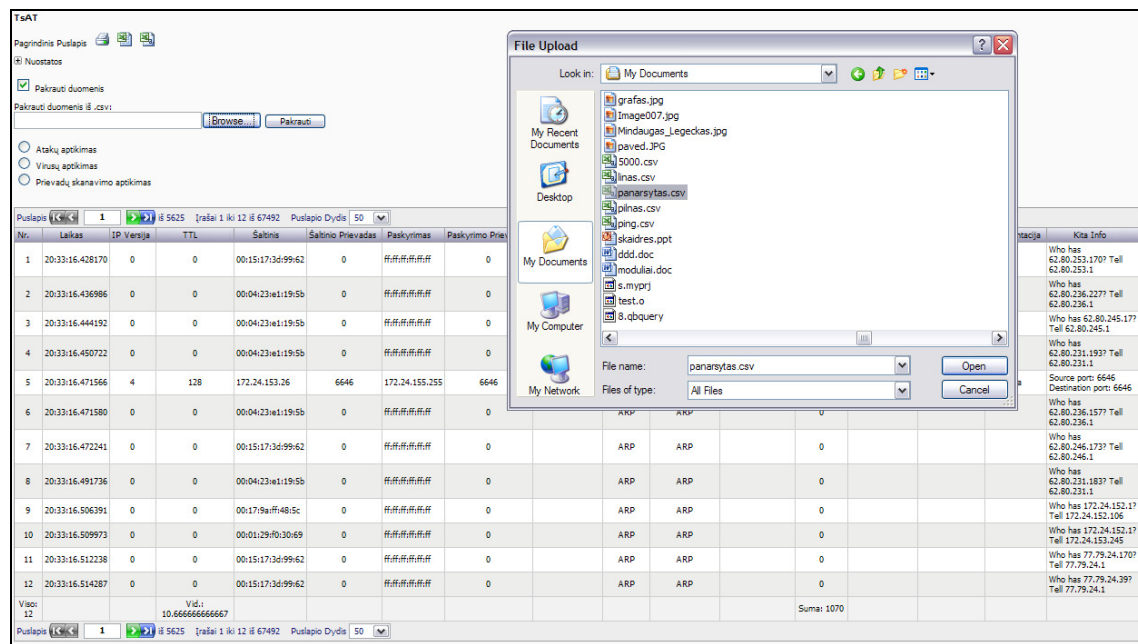 TsAT
Pagrindinis Puslapis
Nuostatos
Pakrauti duomenis
Pakrauti duomenis iš .csv:
Browse... Pakrauti
Atakų aptikimas
Virusų aptikimas
Prievadų skanavimo aptikimas
File Upload
Look in: My Documents
My Recent Documents
Desktop
My Documents
My Computer
My Network
grafas.jpg
Image007.jpg
Mindaugas_Legeckas.jpg
paved.JPG
5000.csv
linas.csv
panarsytas.csv
pilnas.csv
ping.csv
skaidres.ppt
ddd.doc
moduliai.doc
s.myprj
test.o
8.qbquery
File name: panarsytas.csv Open
Files of type: All Files Cancel
Puslapis 1 iš 5625 Įrašai 1 iki 12 iš 67492 Puslapio Dydis 50
Nr. Laikas IP Versija TTL Šaltinis Šaltinio Prievadas Paskyrimas Paskyrimo Priev ntacija Kita Info
1 20:33:16.428170 0 0 00:15:17:3d:99:62 0 ff:ff:ff:ff:ff:ff 0 Who has 62.80.253.170? Tell 62.80.253.1
2 20:33:16.436986 0 0 00:04:23:e1:19:5b 0 ff:ff:ff:ff:ff:ff 0 Who has 62.80.236.227? Tell 62.80.236.1
3 20:33:16.444192 0 0 00:04:23:e1:19:5b 0 ff:ff:ff:ff:ff:ff 0 Who has 62.80.245.17? Tell 62.80.245.1
4 20:33:16.450722 0 0 00:04:23:e1:19:5b 0 ff:ff:ff:ff:ff:ff 0 Who has 62.80.231.193? Tell 62.80.231.1
5 20:33:16.471566 4 128 172.24.153.26 6646 172.24.155.255 6646 Source port: 6646 Destination port: 6646
6 20:33:16.471580 0 0 00:04:23:e1:19:5b 0 ff:ff:ff:ff:ff:ff 0 ARP ARP 0 Who has 62.80.236.157? Tell 62.80.236.1
7 20:33:16.472241 0 0 00:15:17:3d:99:62 0 ff:ff:ff:ff:ff:ff 0 ARP ARP 0 Who has 62.80.246.173? Tell 62.80.246.1
8 20:33:16.491736 0 0 00:04:23:e1:19:5b 0 ff:ff:ff:ff:ff:ff 0 ARP ARP 0 Who has 62.80.231.183? Tell 62.80.231.1
9 20:33:16.506391 0 0 00:17:9a:ff:48:5c 0 ff:ff:ff:ff:ff:ff 0 ARP ARP 0 Who has 172.24.152.1? Tell 172.24.152.106
10 20:33:16.509973 0 0 00:01:29:f0:30:69 0 ff:ff:ff:ff:ff:ff 0 ARP ARP 0 Who has 172.24.152.1? Tell 172.24.153.245
11 20:33:16.512238 0 0 00:15:17:3d:99:62 0 ff:ff:ff:ff:ff:ff 0 ARP ARP 0 Who has 77.79.24.170? Tell 77.79.24.1
12 20:33:16.514287 0 0 00:15:17:3d:99:62 0 ff:ff:ff:ff:ff:ff 0 ARP ARP 0 Who has 77.79.24.39? Tell 77.79.24.1
Viso: 12 Vid.: 10.666666666667 Suma: 1070
Puslapis 1 iš 5625 Įrašai 1 iki 12 iš 67492 Puslapio Dydis 50